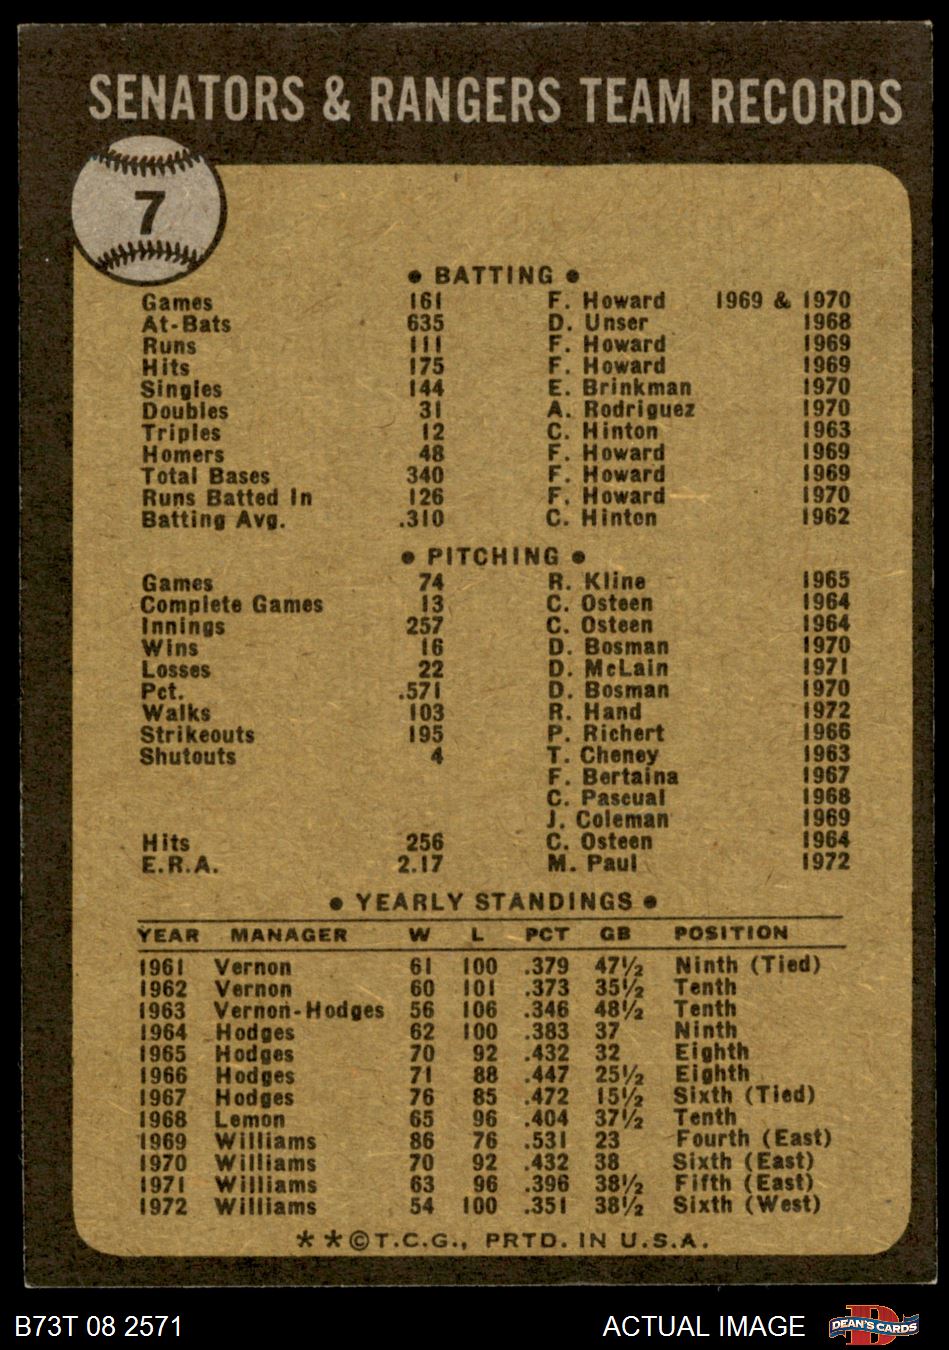 SENATORS & RANGERS TEAM RECORDS
7
• BATTING •
Games 161 F. Howard 1969 & 1970
At-Bats 635 D. Unser 1968
Runs 111 F. Howard 1969
Hits 175 F. Howard 1969
Singles 144 E. Brinkman 1970
Doubles 31 A. Rodriguez 1970
Triples 12 C. Hinton 1963
Homers 48 F. Howard 1969
Total Bases 340 F. Howard 1969
Runs Batted In 126 F. Howard 1970
Batting Avg. .310 C. Hinton 1962
• PITCHING •
Games 74 R. Kline 1965
Complete Games 13 C. Osteen 1964
Innings 257 C. Osteen 1964
Wins 16 D. Bosman 1970
Losses 22 D. McLain 1971
Pct. .571 D. Bosman 1970
Walks 103 R. Hand 1972
Strikeouts 195 P. Richert 1966
Shutouts 4 T. Cheney 1963
F. Bertaina 1967
C. Pascual 1968
J. Coleman 1969
Hits 256 C. Osteen 1964
E.R.A. 2.17 M. Paul 1972
• YEARLY STANDINGS •
YEAR MANAGER W L PCT GB POSITION
1961 Vernon 61 100 .379 47½ Ninth (Tied)
1962 Vernon 60 101 .373 35½ Tenth
1963 Vernon-Hodges 56 106 .346 48½ Tenth
1964 Hodges 62 100 .383 37 Ninth
1965 Hodges 70 92 .432 32 Eighth
1966 Hodges 71 88 .447 25½ Eighth
1967 Hodges 76 85 .472 15½ Sixth (Tied)
1968 Lemon 65 96 .404 37½ Tenth
1969 Williams 86 76 .531 23 Fourth (East)
1970 Williams 70 92 .432 38 Sixth (East)
1971 Williams 63 96 .396 38½ Fifth (East)
1972 Williams 54 100 .351 38½ Sixth (West)
* * © T.C.G., PRTD. IN U.S.A.
B73T 08 2571 ACTUAL IMAGE D DEAN'S CARDS